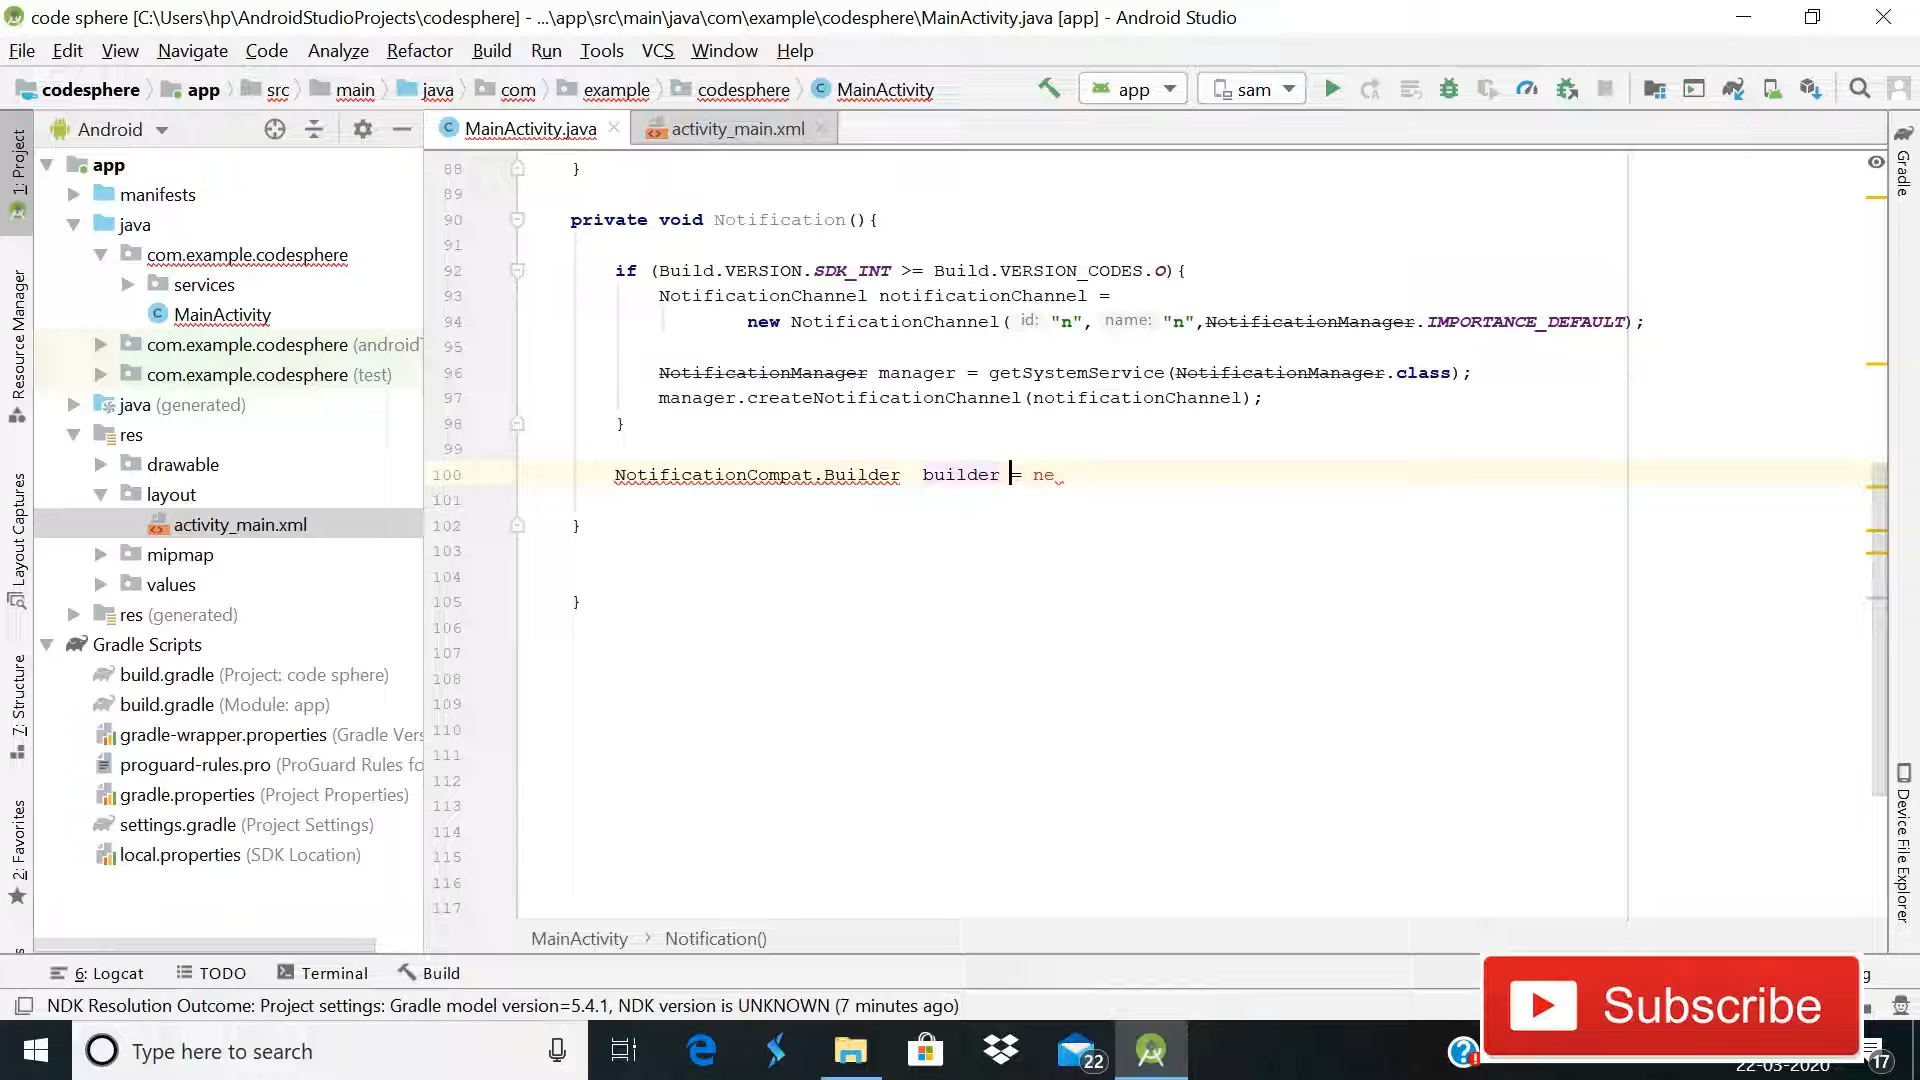 code sphere [C:\Users\hp\AndroidStudioProjects\codesphere] - ...\app\src\main\java\com\example\codesphere\MainActivity.java [app] - Android Studio
File Edit View Navigate Code Analyze Refactor Build Run Tools VCS Window Help
codesphere app src main java com example codesphere MainActivity app sam
Android MainActivity.java activity_main.xml
1: Project
Resource Manager
Layout Captures
7: Structure
2: Favorites
app
manifests
java
com.example.codesphere
services
MainActivity
com.example.codesphere (androidT
com.example.codesphere (test)
java (generated)
res
drawable
layout
activity_main.xml
mipmap
values
res (generated)
Gradle Scripts
build.gradle (Project: code sphere)
build.gradle (Module: app)
gradle-wrapper.properties (Gradle Vers
proguard-rules.pro (ProGuard Rules fo
gradle.properties (Project Properties)
settings.gradle (Project Settings)
local.properties (SDK Location)
88 }
89
90 private void Notification(){
91
92 if (Build.VERSION.SDK_INT >= Build.VERSION_CODES.O){
93 NotificationChannel notificationChannel =
94 new NotificationChannel( id: "n", name: "n",NotificationManager.IMPORTANCE_DEFAULT);
95
96 NotificationManager manager = getSystemService(NotificationManager.class);
97 manager.createNotificationChannel(notificationChannel);
98 }
99
100 NotificationCompat.Builder builder = ne
101
102 }
103
104
105 }
106
107
108
109
110
111
112
113
114
115
116
117
Gradle
Device File Explorer
MainActivity Notification()
6: Logcat TODO Terminal Build
g
NDK Resolution Outcome: Project settings: Gradle model version=5.4.1, NDK version is UNKNOWN (7 minutes ago)
Subscribe
Type here to search
22
22-03-2020
17